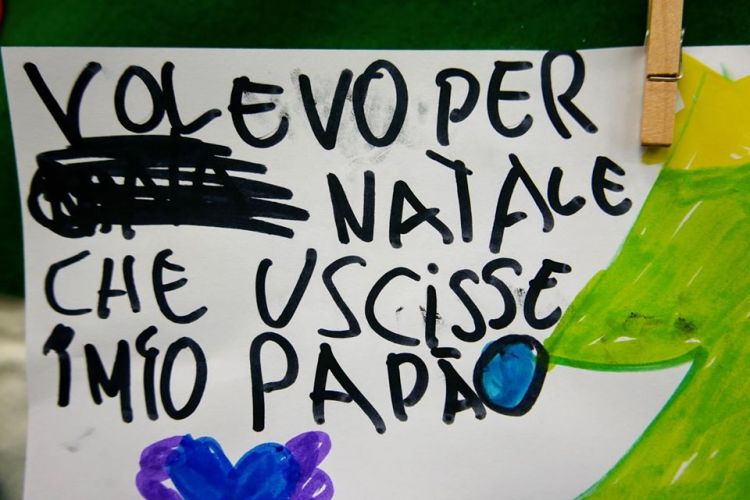 VOLEVO PER
NATALE
CHE USCISSE
IMIO PAPÀ